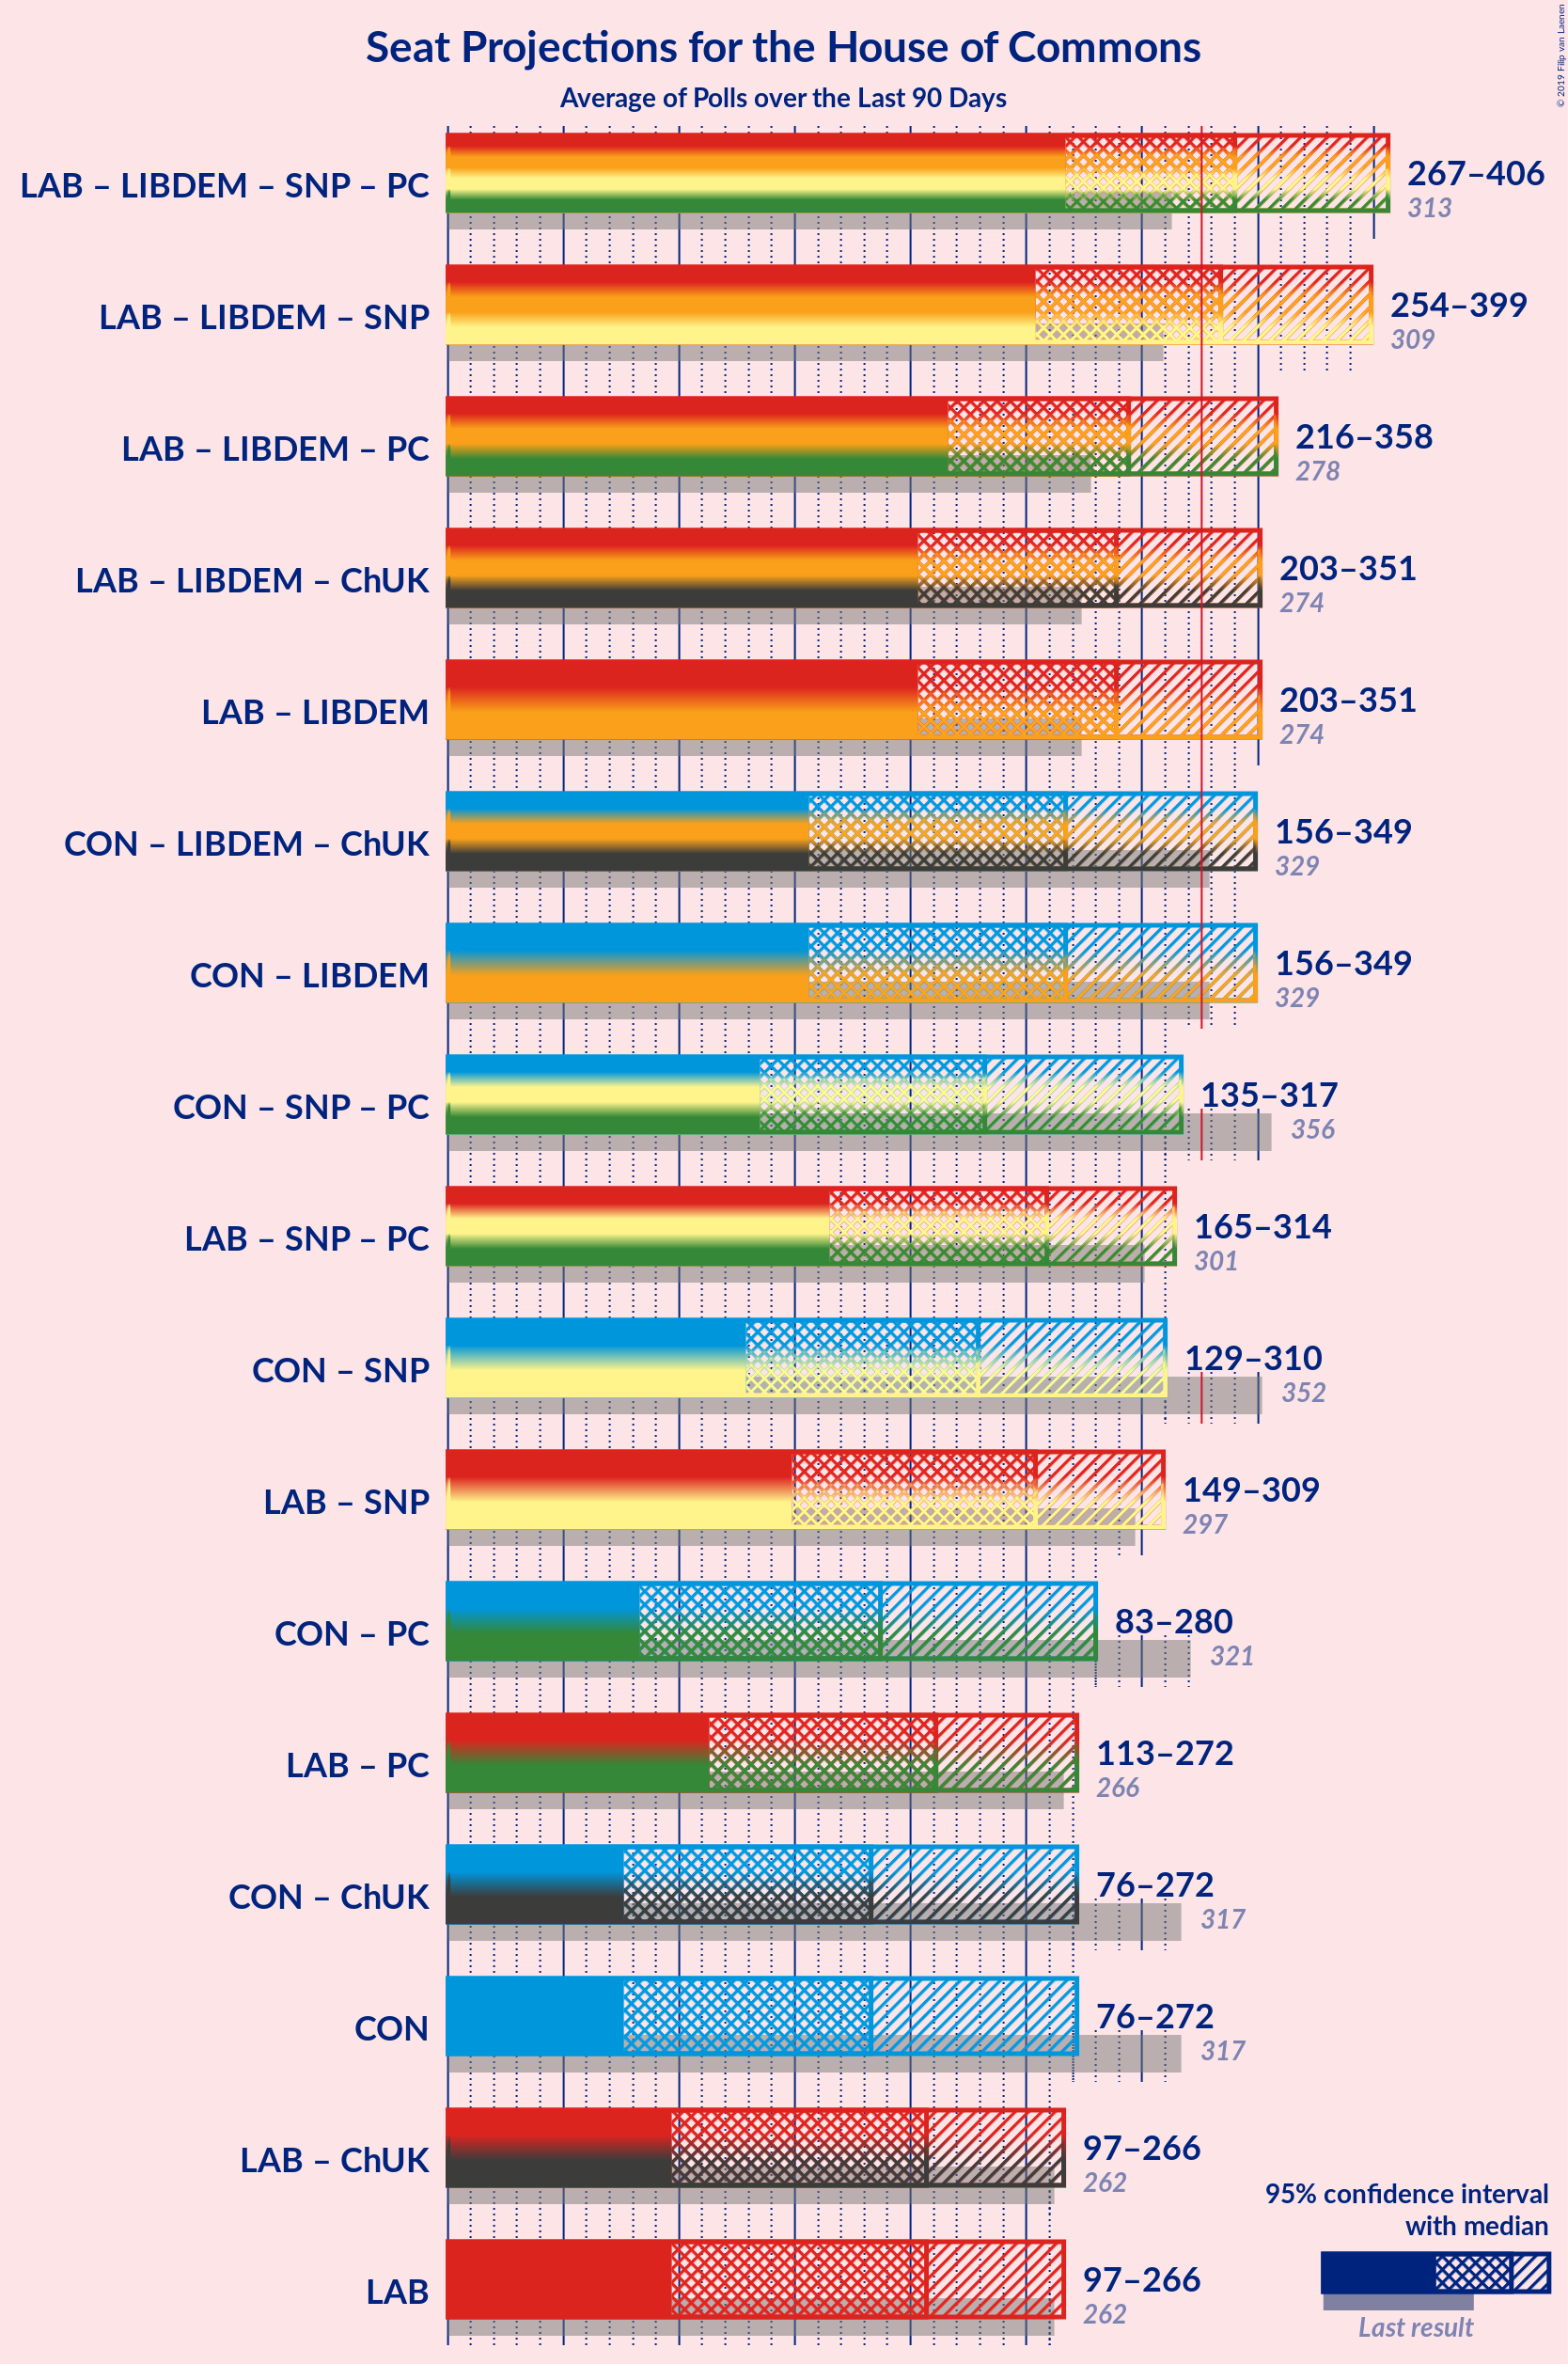 © 2019 Filip van Laenen
Seat Projections for the House of Commons
Average of Polls over the Last 90 Days
LAB – LIBDEM – SNP – PC 267–406
313
LAB – LIBDEM – SNP 254–399
309
LAB – LIBDEM – PC 216–358
278
LAB – LIBDEM – ChUK 203–351
274
LAB – LIBDEM 203–351
274
CON – LIBDEM – ChUK 156–349
329
CON – LIBDEM 156–349
329
CON – SNP – PC 135–317
356
LAB – SNP – PC 165–314
301
CON – SNP 129–310
352
LAB – SNP 149–309
297
CON – PC 83–280
321
LAB – PC 113–272
266
CON – ChUK 76–272
317
CON 76–272
317
LAB – ChUK 97–266
262
LAB 97–266
262
95% confidence interval
with median
Last result